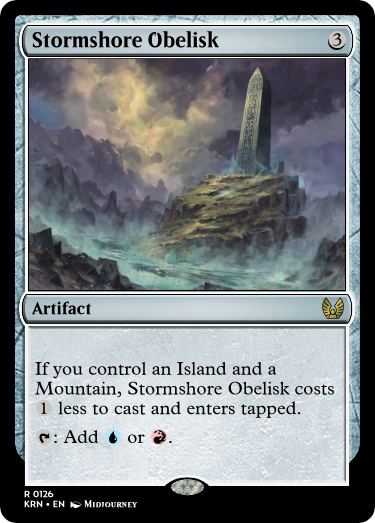 Stormshore Obelisk 3
Artifact
If you control an Island and a
Mountain, Stormshore Obelisk costs
1 less to cast and enters tapped.
: Add or .
R 0126
KRN • EN Midjourney